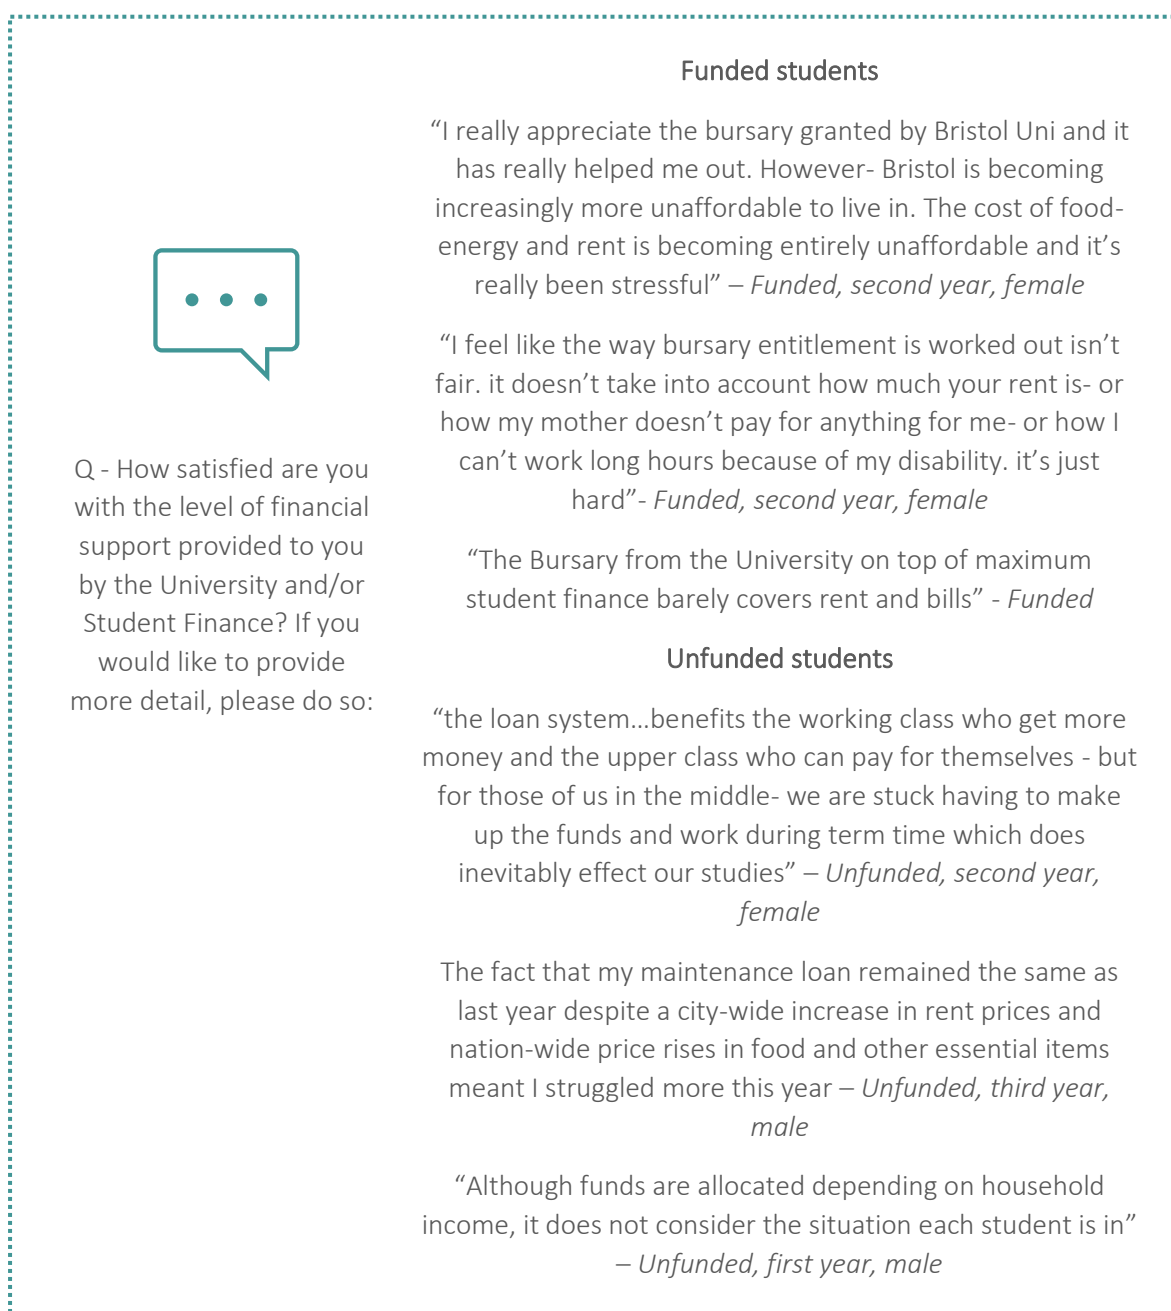 Q - How satisfied are you
with the level of financial
support provided to you
by the University and/or
Student Finance? If you
would like to provide
more detail, please do so:
Funded students
“I really appreciate the bursary granted by Bristol Uni and it
has really helped me out. However- Bristol is becoming
increasingly more unaffordable to live in. The cost of food-
energy and rent is becoming entirely unaffordable and it’s
really been stressful” – Funded, second year, female
“I feel like the way bursary entitlement is worked out isn’t
fair. it doesn’t take into account how much your rent is- or
how my mother doesn’t pay for anything for me- or how I
can’t work long hours because of my disability. it’s just
hard”- Funded, second year, female
“The Bursary from the University on top of maximum
student finance barely covers rent and bills” - Funded
Unfunded students
“the loan system…benefits the working class who get more
money and the upper class who can pay for themselves - but
for those of us in the middle- we are stuck having to make
up the funds and work during term time which does
inevitably effect our studies” – Unfunded, second year,
female
The fact that my maintenance loan remained the same as
last year despite a city-wide increase in rent prices and
nation-wide price rises in food and other essential items
meant I struggled more this year – Unfunded, third year,
male
“Although funds are allocated depending on household
income, it does not consider the situation each student is in”
– Unfunded, first year, male